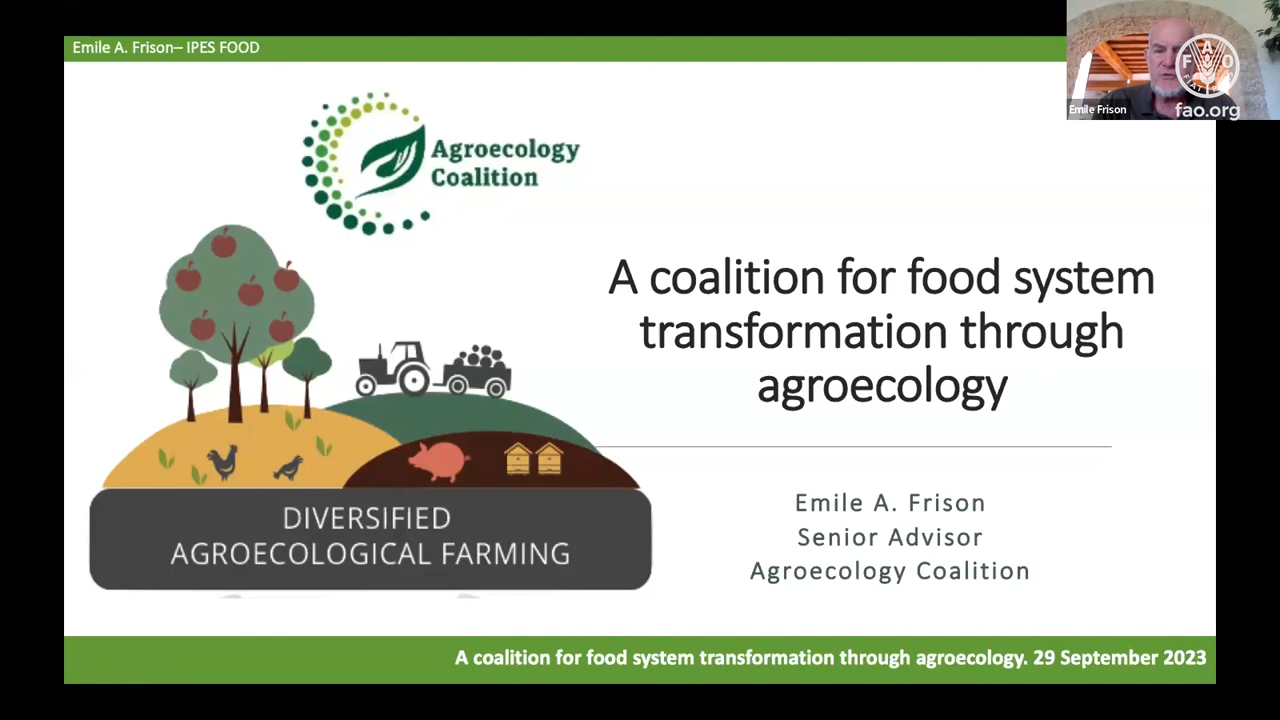 Emile A. Frison– IPES FOOD
Agroecology
Coalition
A coalition for food system
transformation through
agroecology
DIVERSIFIED
AGROECOLOGICAL FARMING
Emile A. Frison
Senior Advisor
Agroecology Coalition
A coalition for food system transformation through agroecology. 29 September 2023
Emile Frison
F A O
fao.org